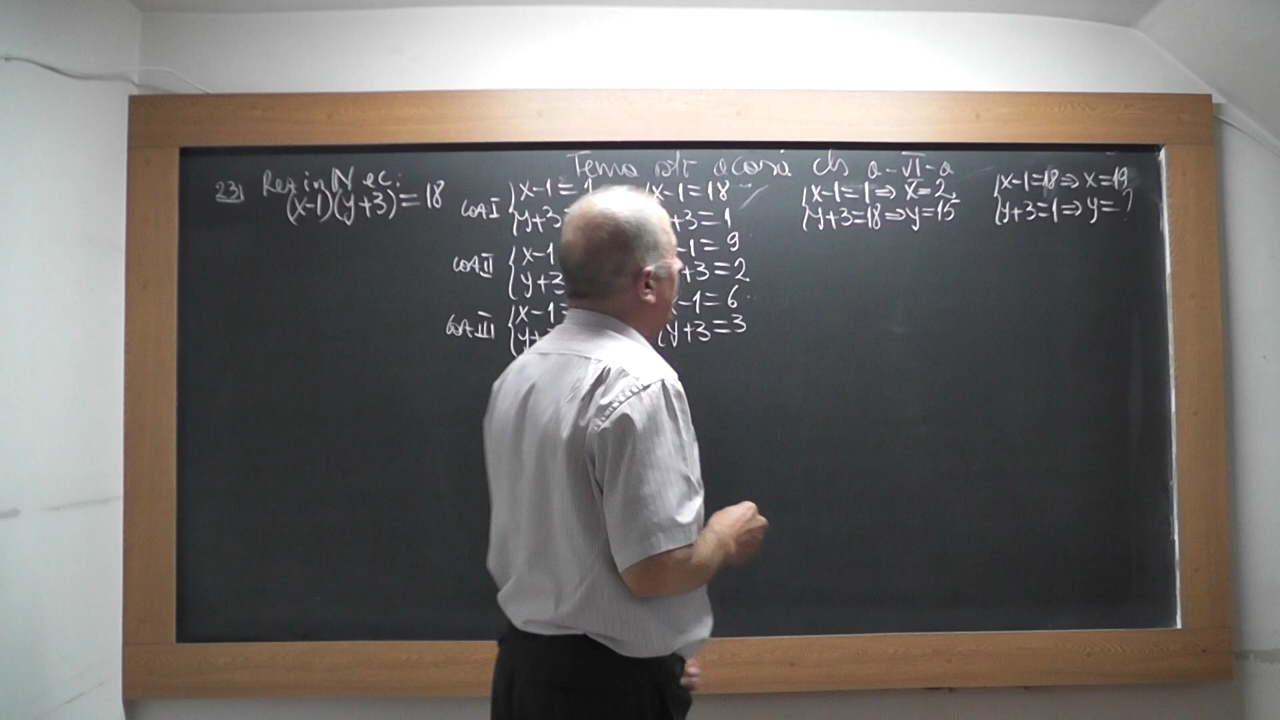 Tema pt acasă cls a-VI-a
23) Rez in N ec:
(x-1)(y+3)=18
Caz I
{x-1=1
{y+3
x-1=18
+3=1
Caz II
{x-1
{y+3
-1=9
+3=2
Caz III
{x-1=
{y+
x-1=6
{y+3=3
{x-1=1⇒x=2
{y+3=18⇒y=15
{x-1=18⇒x=19
{y+3=1⇒y=?